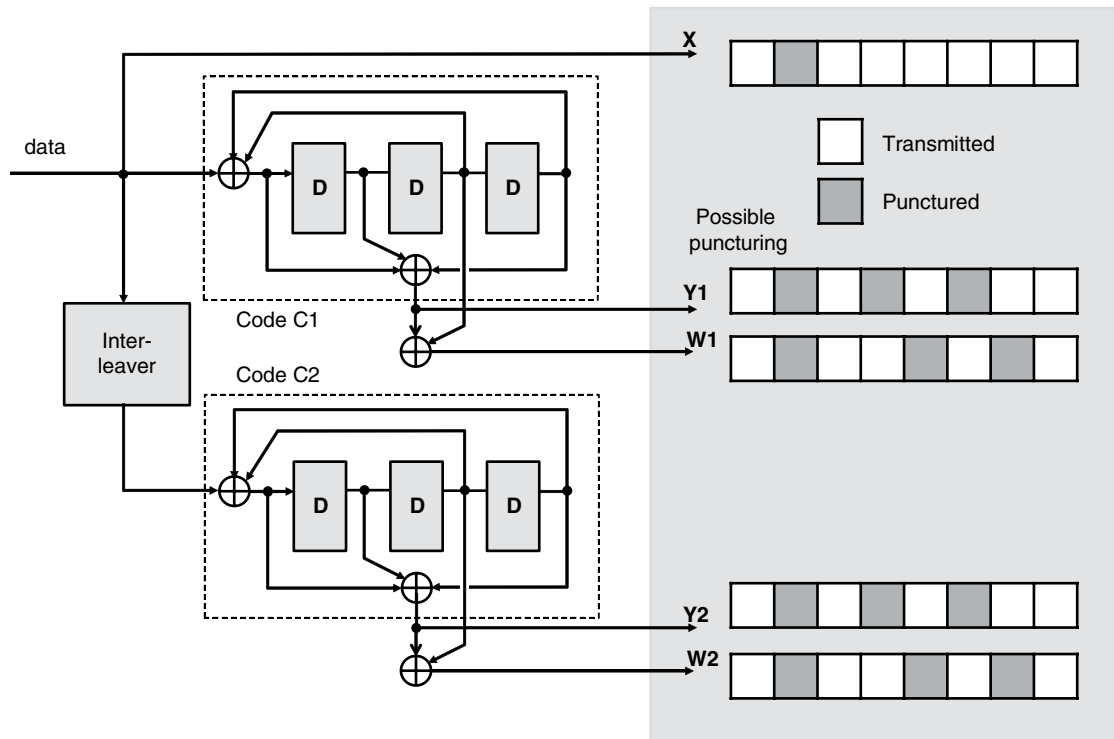 X
data
Transmitted
D D D
Punctured
Possible
puncturing
Y1
Code C1
W1
Inter-
leaver
Code C2
D D D
Y2
W2